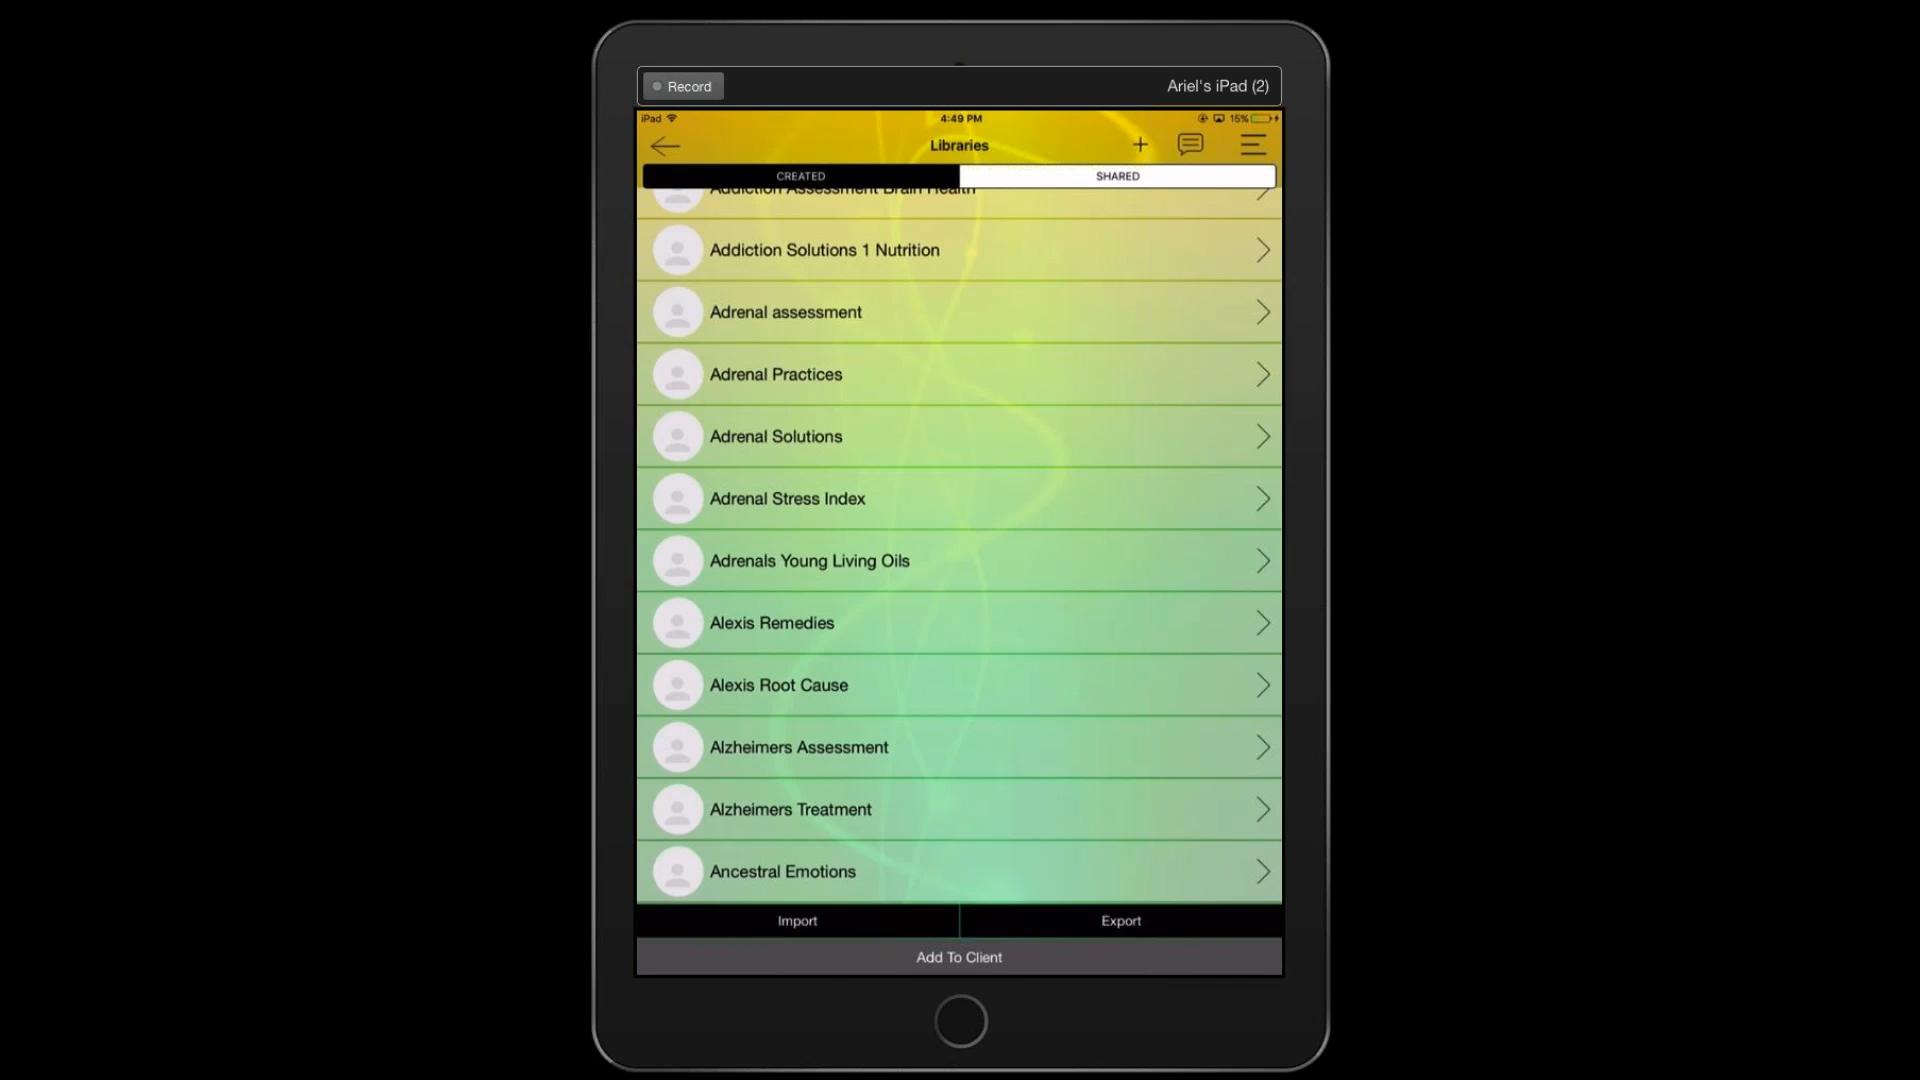 Record
Ariel's iPad (2)
iPad
4:49 PM
15%
Libraries
CREATED
SHARED
Addiction Assessment Brain Health
Addiction Solutions 1 Nutrition
Adrenal assessment
Adrenal Practices
Adrenal Solutions
Adrenal Stress Index
Adrenals Young Living Oils
Alexis Remedies
Alexis Root Cause
Alzheimers Assessment
Alzheimers Treatment
Ancestral Emotions
Import
Export
Add To Client